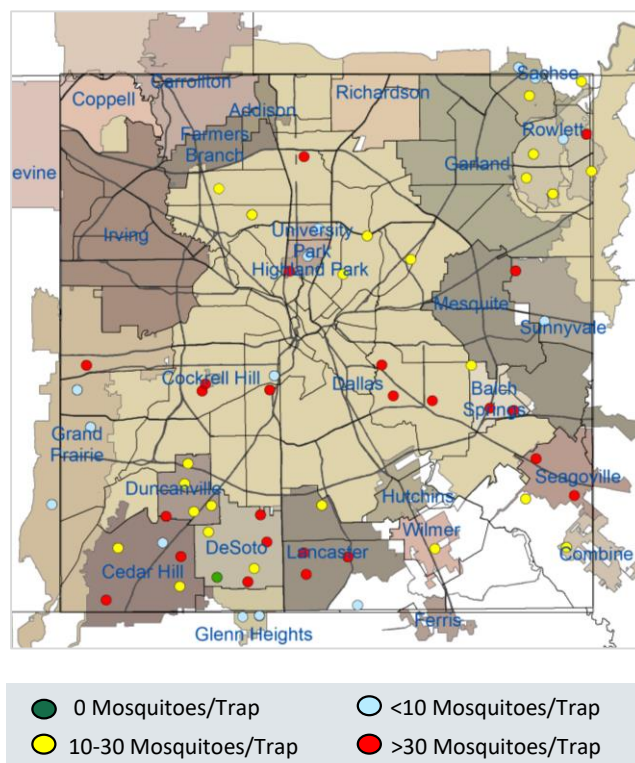 Sachse
Carrollton
Coppell
Richardson
Addison
Rowlett
Farmers
Branch
Garland
evine
University
Park
Irving
Highland Park
Mesquite
Sunnyvale
Cockrell Hill
Dallas
Balch
Springs
Grand
Prairie
Seagoville
Duncanville
Hutchins
Wilmer
DeSoto
Lancaster
Combine
Cedar Hill
Ferris
Glenn Heights
0 Mosquitoes/Trap
<10 Mosquitoes/Trap
10-30 Mosquitoes/Trap
>30 Mosquitoes/Trap